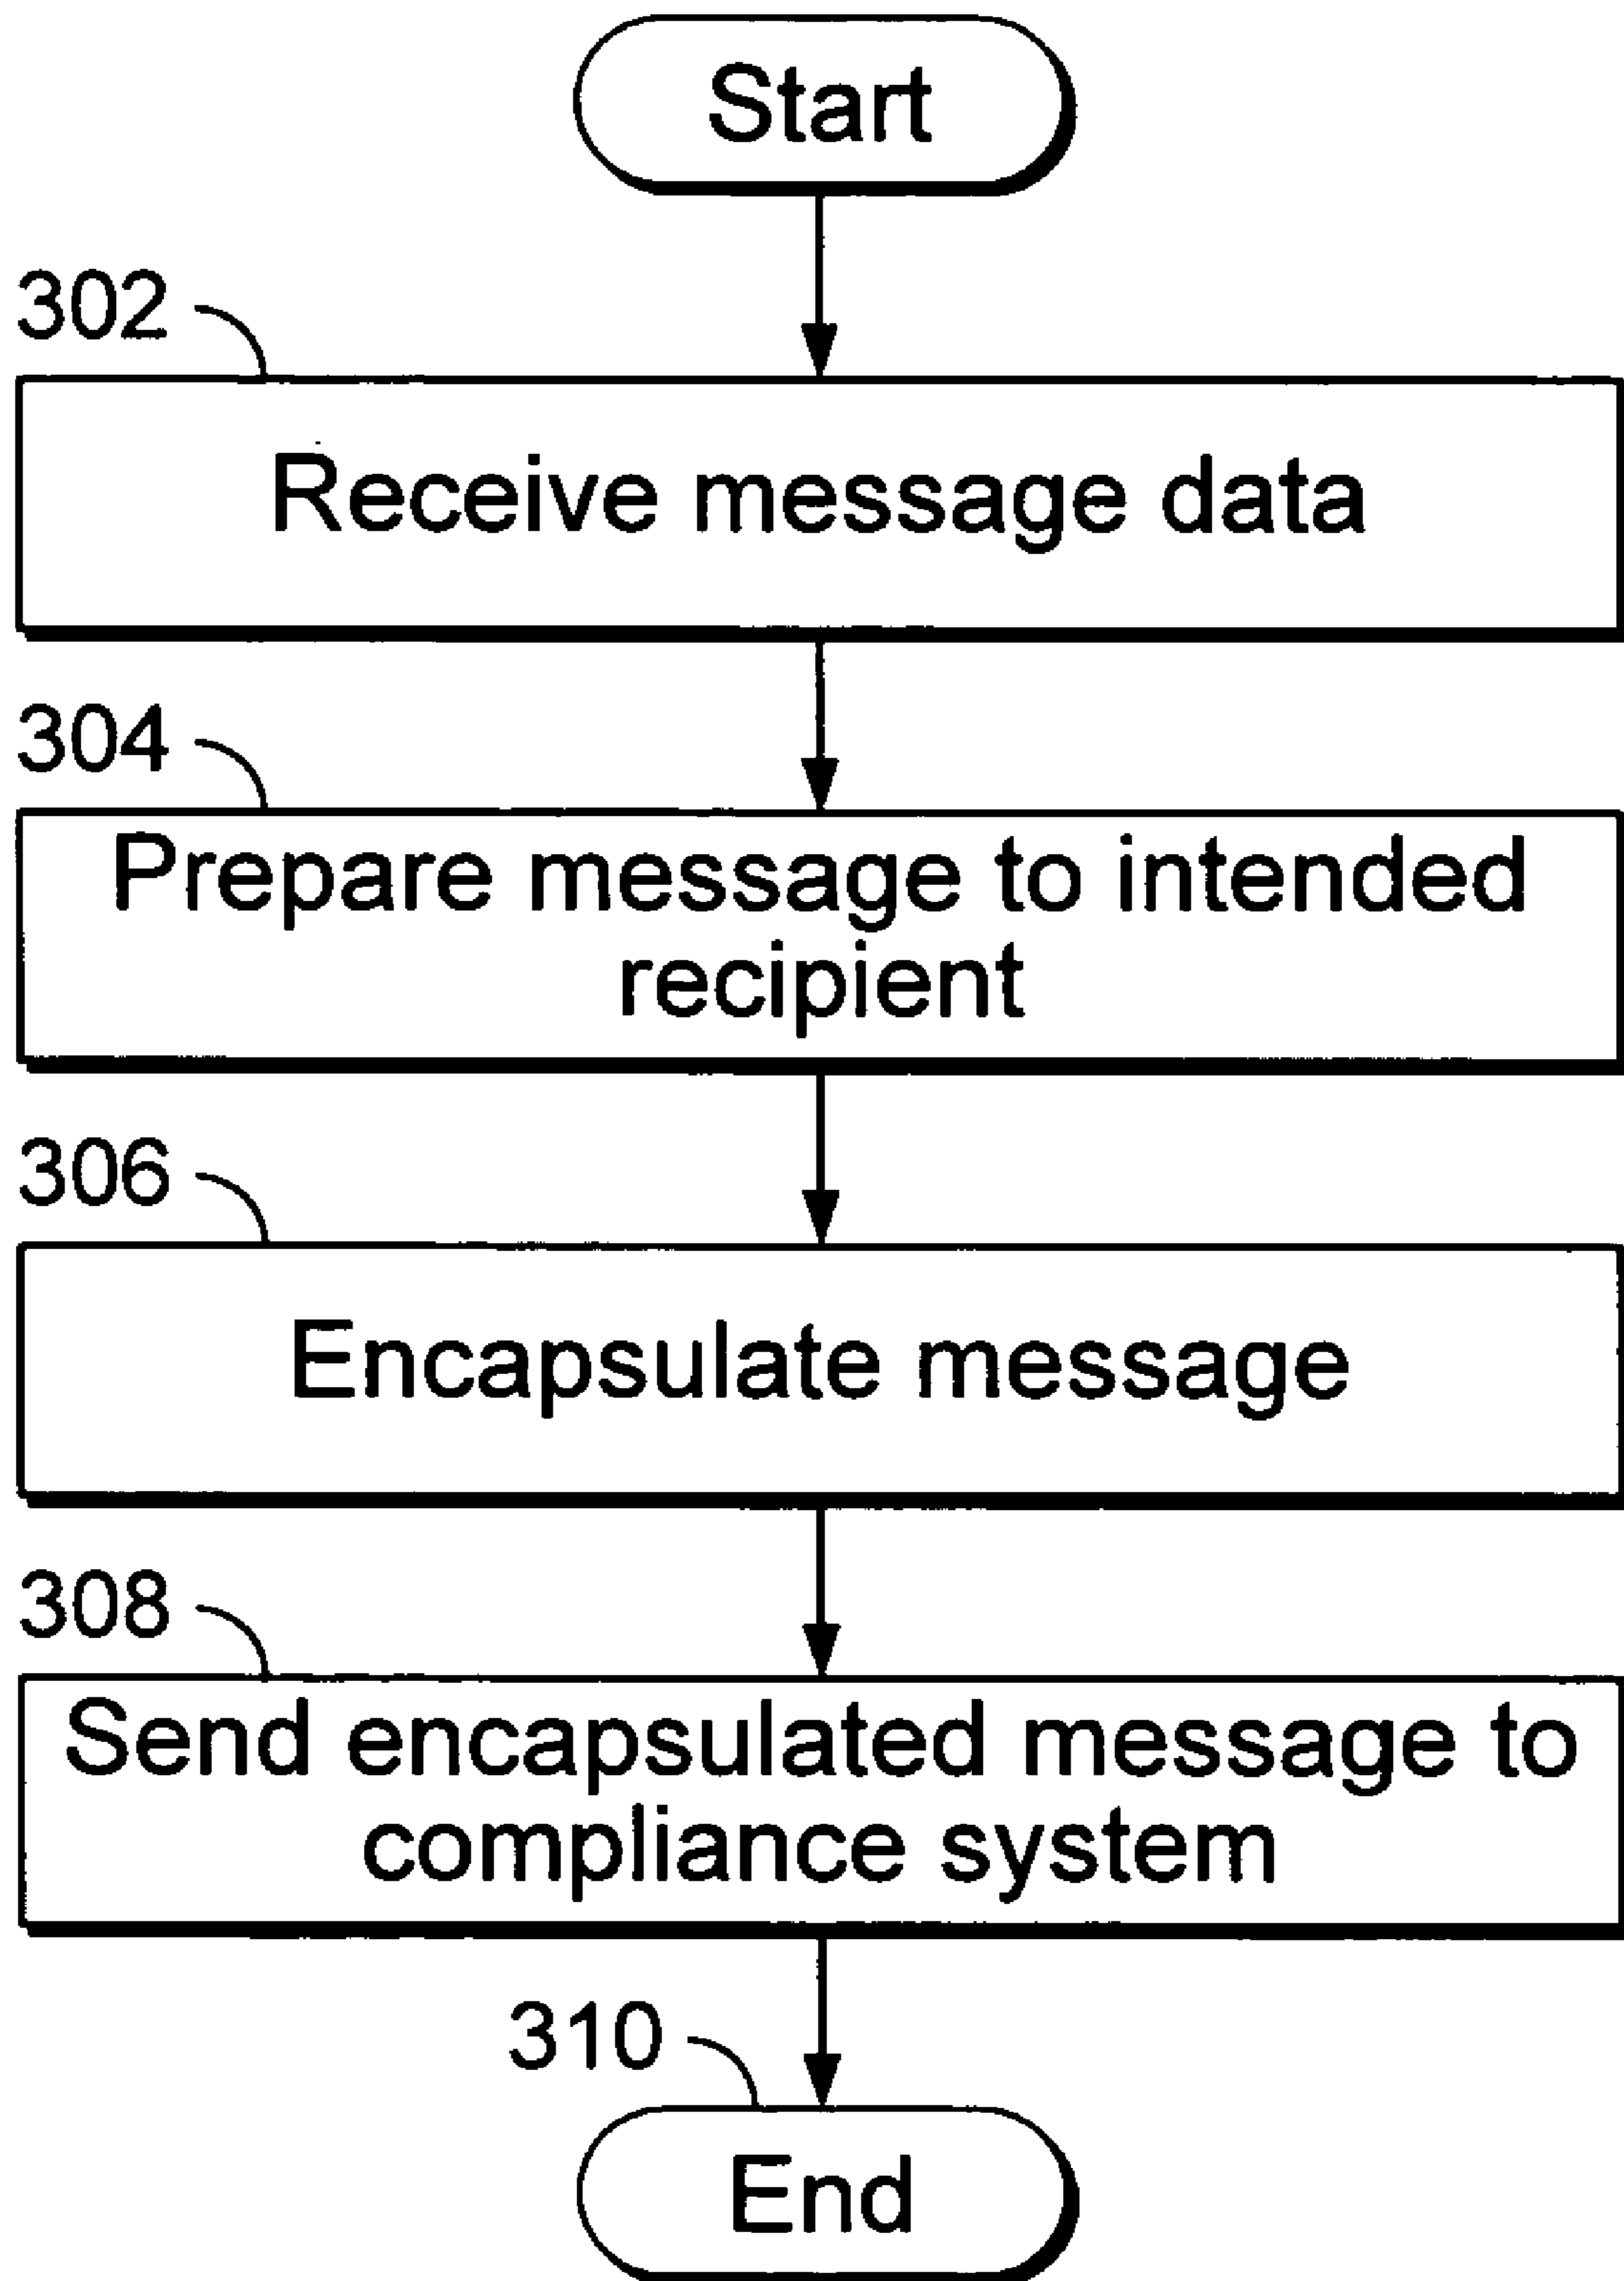 Start
302
Receive message data
304
Prepare message to intended
recipient
306
Encapsulate message
308
Send encapsulated message to
compliance system
310
End